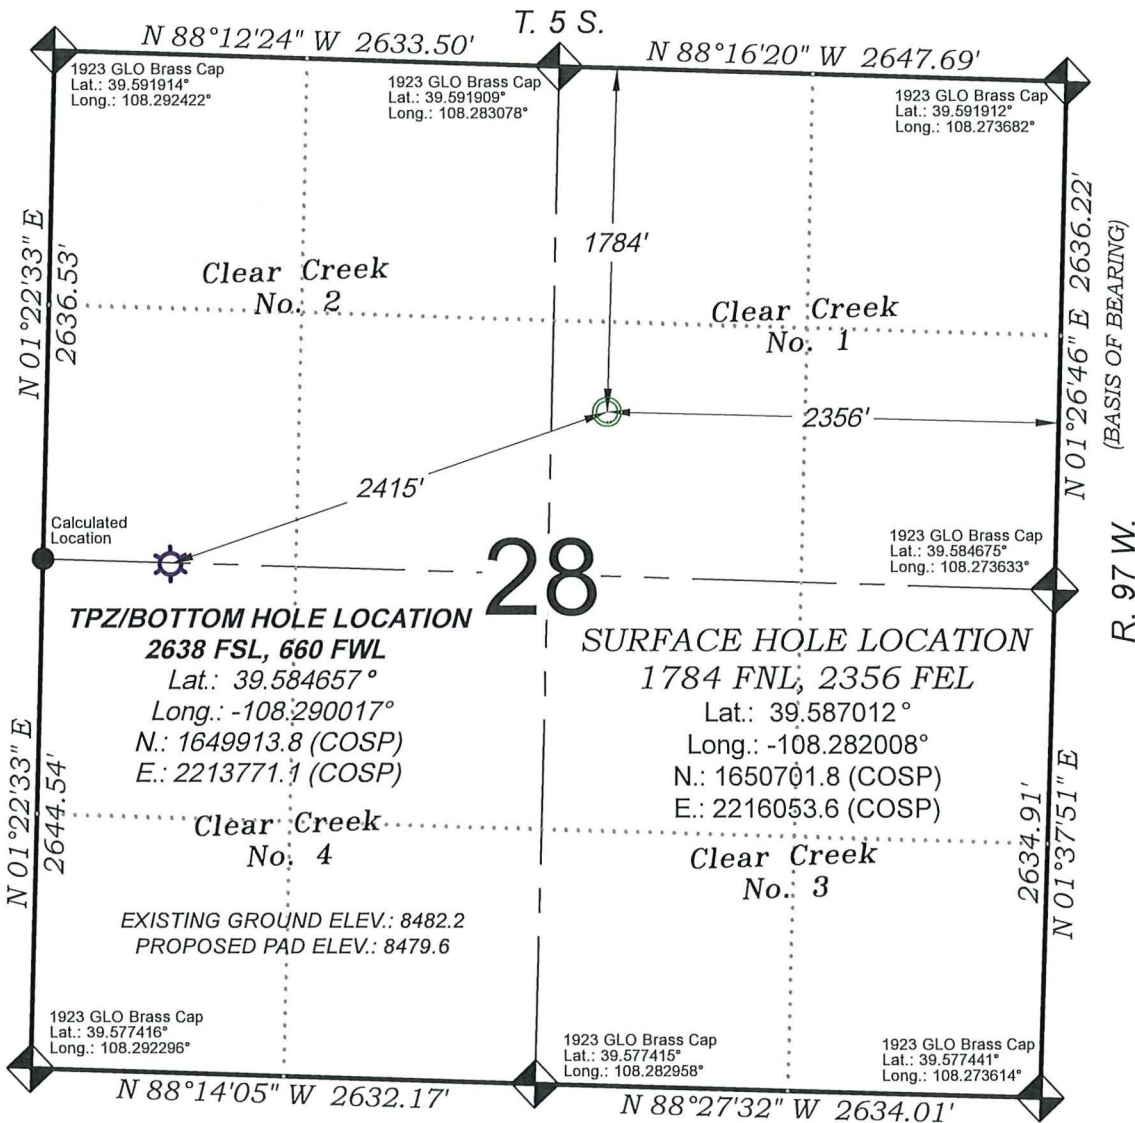 T. 5 S.
N 88°12'24" W 2633.50'
N 88°16'20" W 2647.69'
1923 GLO Brass Cap
Lat.: 39.591914°
Long.: 108.292422°
1923 GLO Brass Cap
Lat.: 39.591909°
Long.: 108.283078°
1923 GLO Brass Cap
Lat.: 39.591912°
Long.: 108.273682°
N 01°22'33" E
2636.53'
N 01°26'46" E 2636.22'
(BASIS OF BEARING)
1784'
Clear Creek
No. 2
Clear Creek
No. 1
2356'
2415'
Calculated
Location
1923 GLO Brass Cap
Lat.: 39.584675°
Long.: 108.273633°
R. 97 W.
28
TPZ/BOTTOM HOLE LOCATION
2638 FSL, 660 FWL
Lat.: 39.584657°
Long.: -108.290017°
N.: 1649913.8 (COSP)
E.: 2213771.1 (COSP)
SURFACE HOLE LOCATION
1784 FNL, 2356 FEL
Lat.: 39.587012°
Long.: -108.282008°
N.: 1650701.8 (COSP)
E.: 2216053.6 (COSP)
N 01°22'33" E
2644.54'
2634.91'
N 01°37'51" E
Clear Creek
No. 4
Clear Creek
No. 3
EXISTING GROUND ELEV.: 8482.2
PROPOSED PAD ELEV.: 8479.6
1923 GLO Brass Cap
Lat.: 39.577416°
Long.: 108.292296°
1923 GLO Brass Cap
Lat.: 39.577415°
Long.: 108.282958°
1923 GLO Brass Cap
Lat.: 39.577441°
Long.: 108.273614°
N 88°14'05" W 2632.17'
N 88°27'32" W 2634.01'